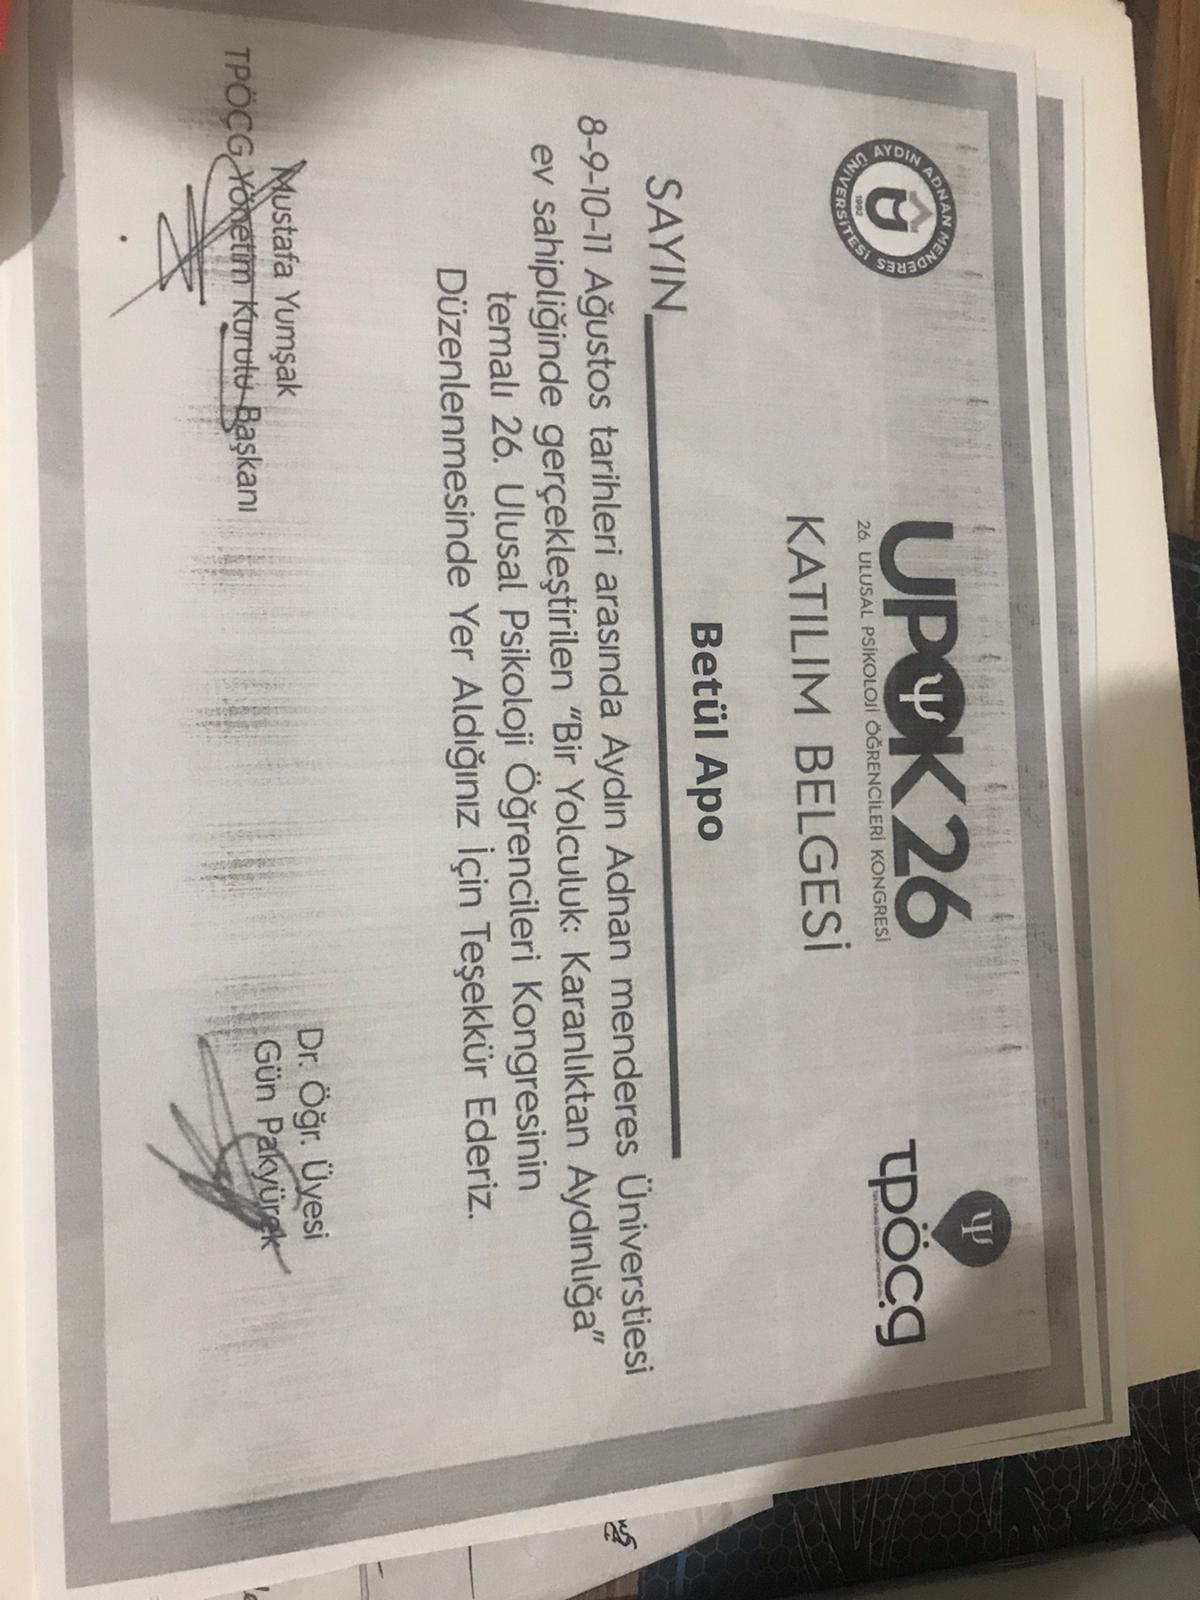 AYDIN ADNAN MENDERES ÜNİVERSİTESİ
1992
UPÖK26
26. ULUSAL PSİKOLOJİ ÖĞRENCİLERİ KONGRESİ
TPÖÇG
KATILIM BELGESİ
Betül Apo
SAYIN
8-9-10-11 Ağustos tarihleri arasında Aydın Adnan menderes Üniverstiesi
ev sahipliğinde gerçekleştirilen "Bir Yolculuk: Karanlıktan Aydınlığa"
temalı 26. Ulusal Psikoloji Öğrencileri Kongresinin
Düzenlenmesinde Yer Aldığınız İçin Teşekkür Ederiz.
Mustafa Yumşak
TPÖÇG Yönetim Kurulu Başkanı
Dr. Öğr. Üyesi
Gün Pakyürek